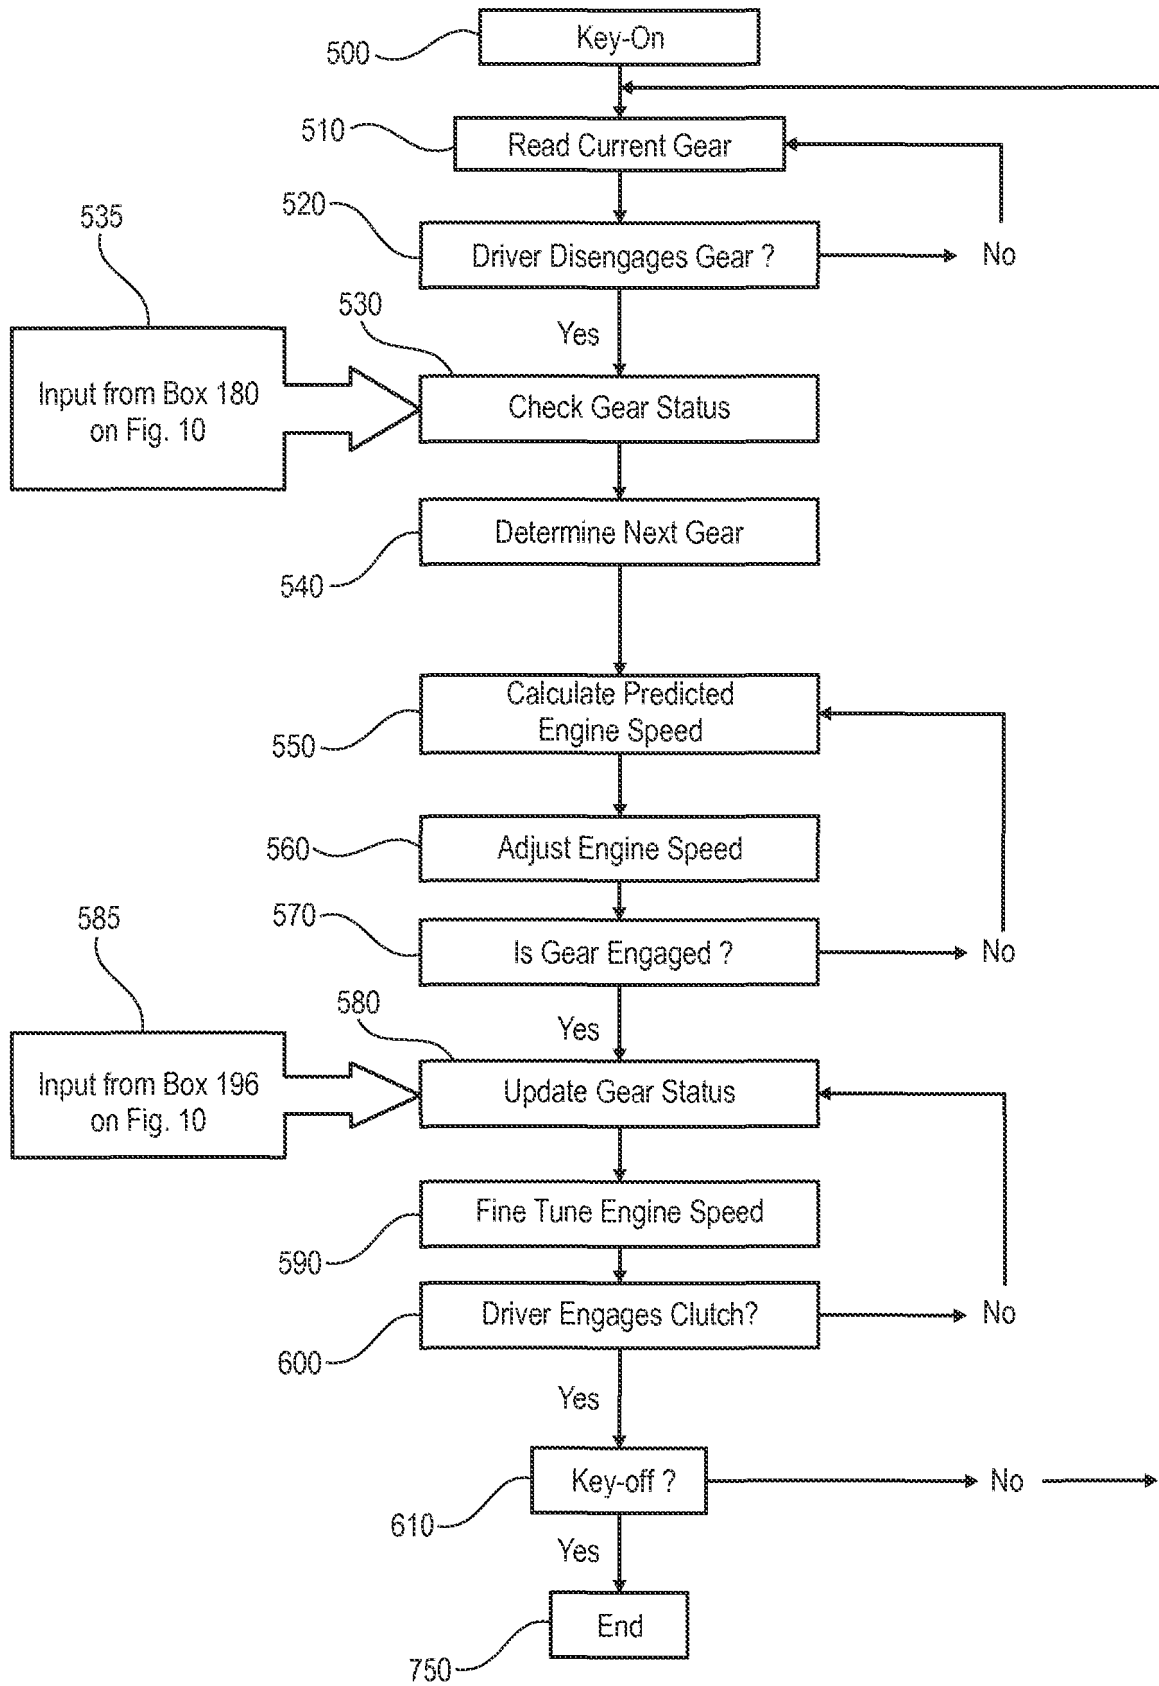 500
Key-On
510
Read Current Gear
520
Driver Disengages Gear ?
No
535
530
Yes
Input from Box 180
on Fig. 10
Check Gear Status
Determine Next Gear
540
Calculate Predicted
Engine Speed
550
Adjust Engine Speed
560
570
Is Gear Engaged ?
No
585
580
Yes
Input from Box 196
on Fig. 10
Update Gear Status
Fine Tune Engine Speed
590
Driver Engages Clutch?
No
600
Yes
Key-off ?
No
610
Yes
End
750